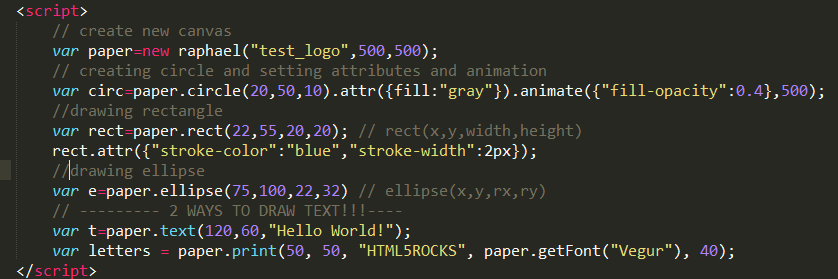 <script>
// create new canvas
var paper=new raphael("test_logo",500,500);
// creating circle and setting attributes and animation
var circ=paper.circle(20,50,10).attr({fill:"gray"}).animate({"fill-opacity":0.4},500);
//drawing rectangle
var rect=paper.rect(22,55,20,20); // rect(x,y,width,height)
rect.attr({"stroke-color":"blue","stroke-width":2px});
//drawing ellipse
var e=paper.ellipse(75,100,22,32) // ellipse(x,y,rx,ry)
// --------- 2 WAYS TO DRAW TEXT!!!----
var t=paper.text(120,60,"Hello World!");
var letters = paper.print(50, 50, "HTML5ROCKS", paper.getFont("Vegur"), 40);
</script>